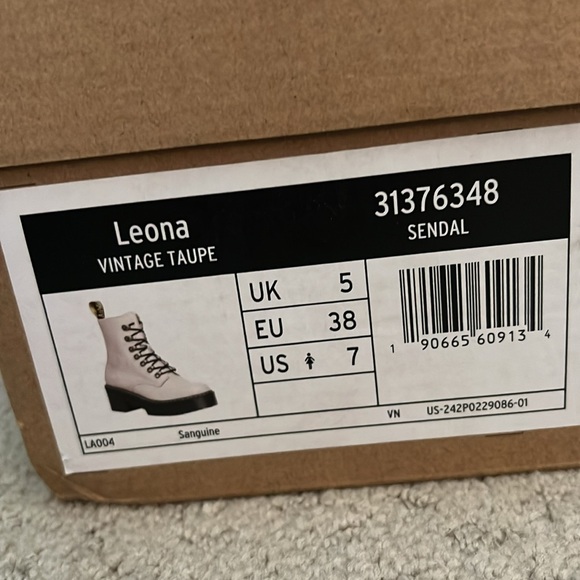 Leona
VINTAGE TAUPE
31376348
SENDAL
UK 5
EU 38
US 7
1 90665 60913 4
LA004
Sanguine
VN US-242P0229086-01